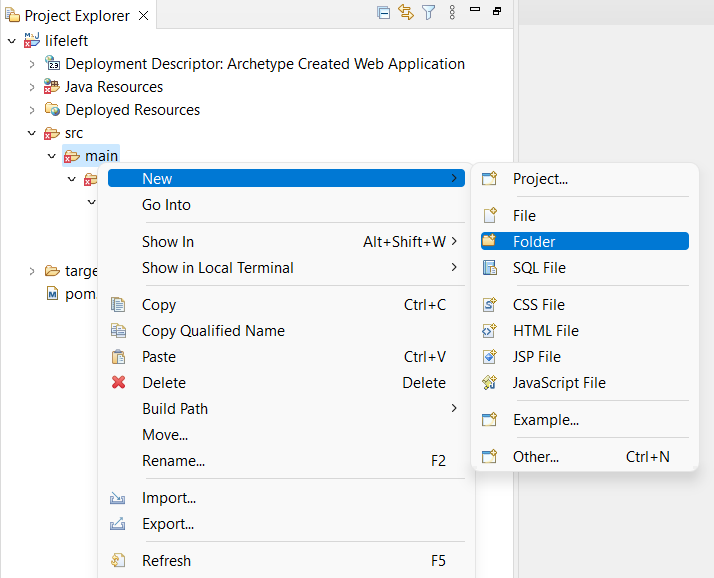 Project Explorer
lifeleft
Deployment Descriptor: Archetype Created Web Application
Java Resources
Deployed Resources
src
main
targe
pom.
New
Go Into
Show In Alt+Shift+W
Show in Local Terminal
Copy Ctrl+C
Copy Qualified Name
Paste Ctrl+V
Delete Delete
Build Path
Move...
Rename... F2
Import...
Export...
Refresh F5
Project...
File
Folder
SQL File
CSS File
HTML File
JSP File
JavaScript File
Example...
Other... Ctrl+N